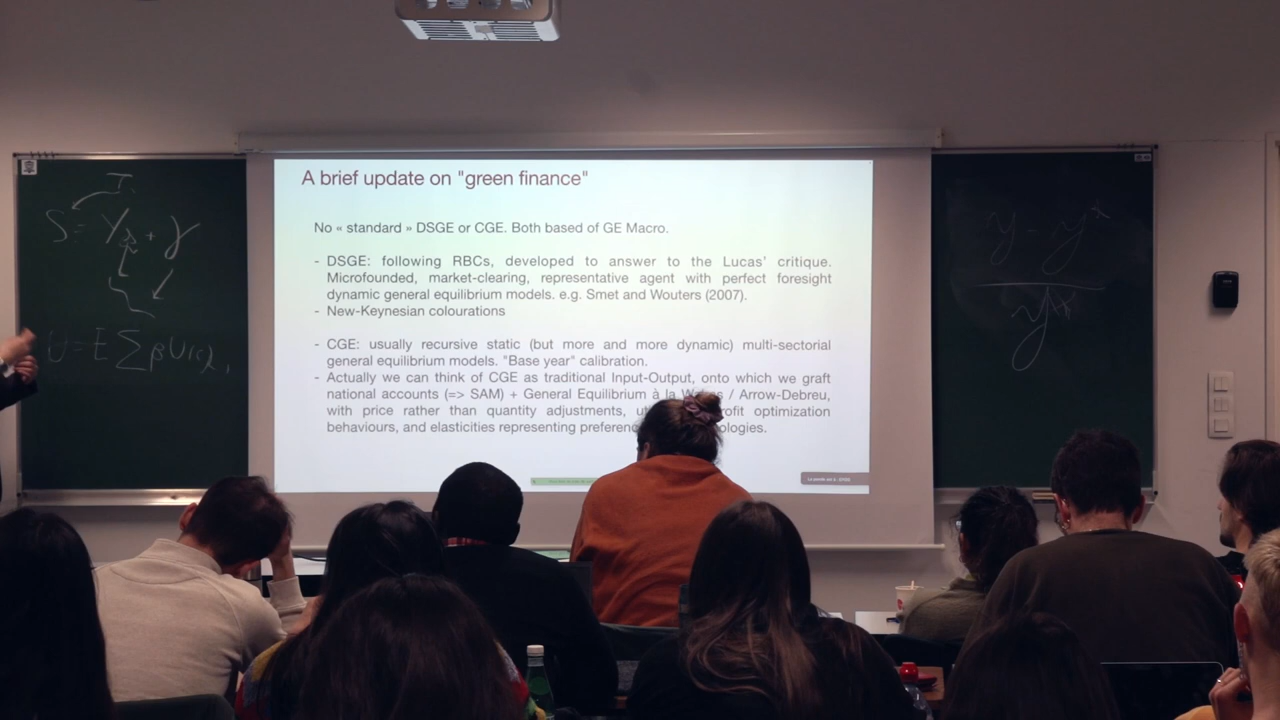 A brief update on "green finance"
No « standard » DSGE or CGE. Both based of GE Macro.
- DSGE: following RBCs, developed to answer to the Lucas' critique.
Microfounded, market-clearing, representative agent with perfect foresight
dynamic general equilibrium models. e.g. Smet and Wouters (2007).
- New-Keynesian colourations
- CGE: usually recursive static (but more and more dynamic) multi-sectorial
general equilibrium models. "Base year" calibration.
- Actually we can think of CGE as traditional Input-Output, onto which we graft
national accounts (=> SAM) + General Equilibrium à la / Arrow-Debreu,
with price rather than quantity adjustments, optimization
behaviours, and elasticities representing
U = E ∑ β U(c)
y - y*
y*